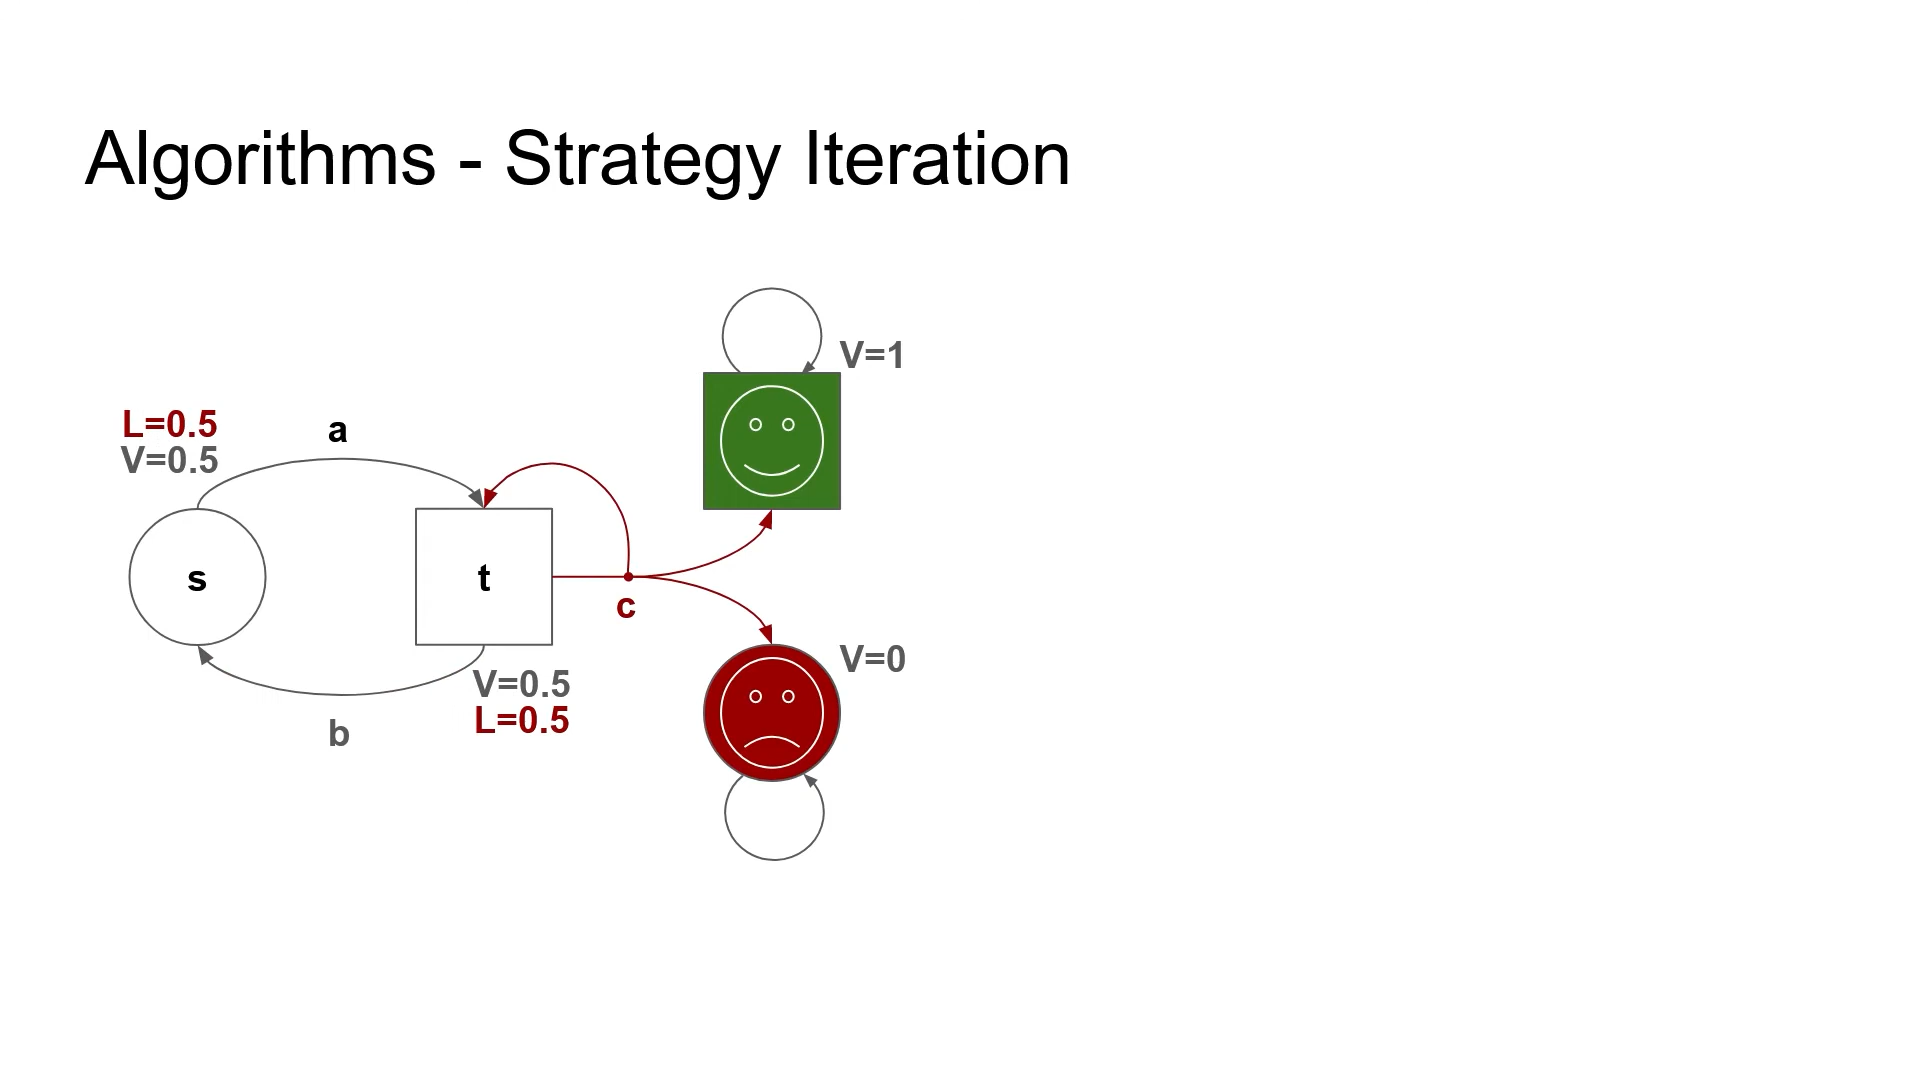 Algorithms - Strategy Iteration
V=1
L=0.5
V=0.5
a
s
t
c
V=0
V=0.5
L=0.5
b